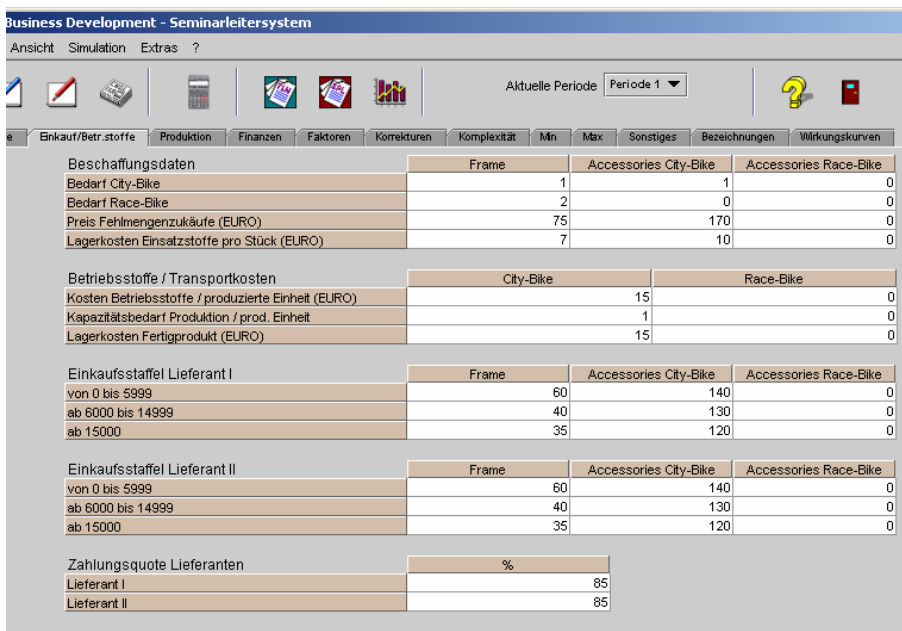 Business Development - Seminarleitersystem
Ansicht Simulation Extras ?
Aktuelle Periode Periode 1
e Einkauf/Betr.stoffe Produktion Finanzen Faktoren Korrekturen Komplexität Min Max Sonstiges Bezeichnungen Wirkungskurven
Beschaffungsdaten Frame Accessories City-Bike Accessories Race-Bike
Bedarf City-Bike 1 1 0
Bedarf Race-Bike 2 0 0
Preis Fehlmengenzukäufe (EURO) 75 170 0
Lagerkosten Einsatzstoffe pro Stück (EURO) 7 10 0
Betriebsstoffe / Transportkosten City-Bike Race-Bike
Kosten Betriebsstoffe / produzierte Einheit (EURO) 15 0
Kapazitätsbedarf Produktion / prod. Einheit 1 0
Lagerkosten Fertigprodukt (EURO) 15 0
Einkaufsstaffel Lieferant I Frame Accessories City-Bike Accessories Race-Bike
von 0 bis 5999 60 140 0
ab 6000 bis 14999 40 130 0
ab 15000 35 120 0
Einkaufsstaffel Lieferant II Frame Accessories City-Bike Accessories Race-Bike
von 0 bis 5999 60 140 0
ab 6000 bis 14999 40 130 0
ab 15000 35 120 0
Zahlungsquote Lieferanten %
Lieferant I 85
Lieferant II 85